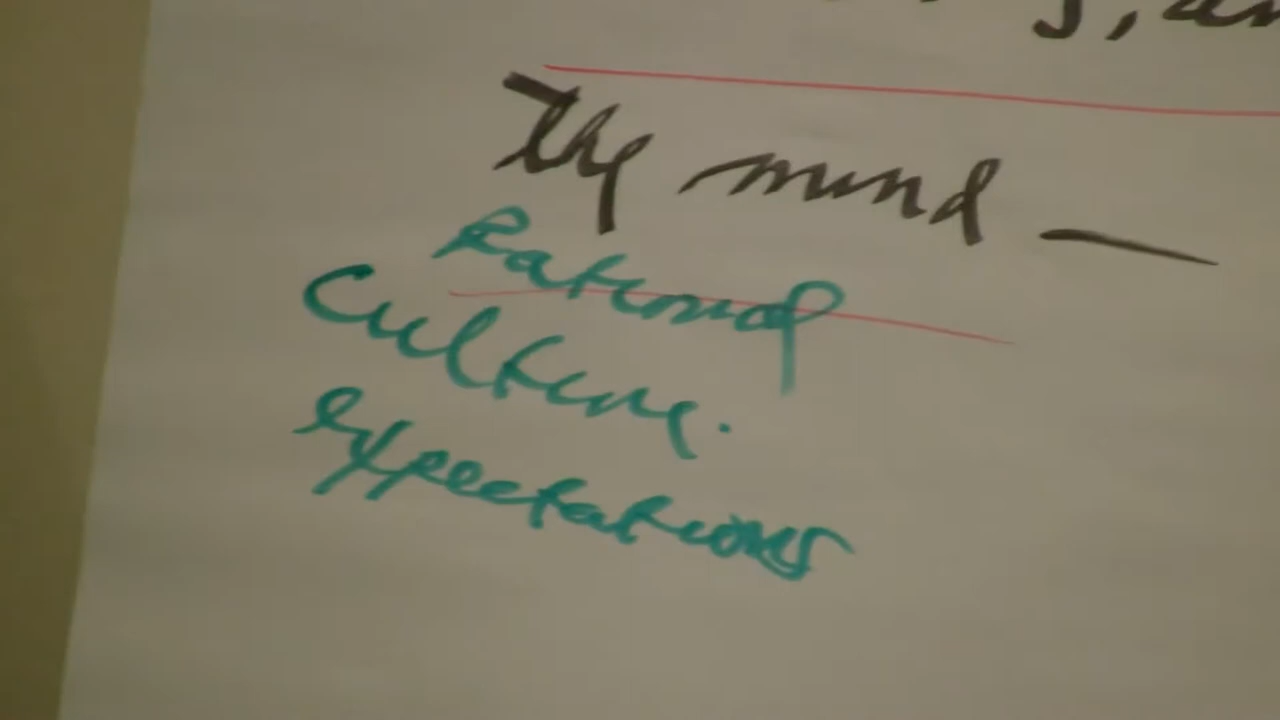 The mind —
Rational
Culture.
expectations